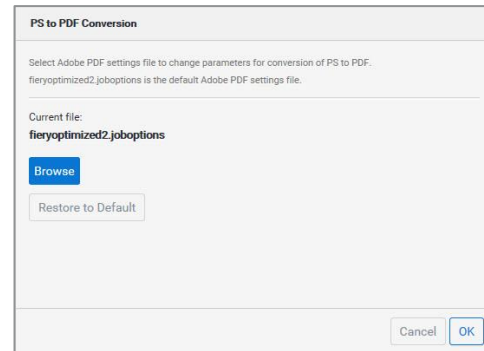 PS to PDF Conversion
Select Adobe PDF settings file to change parameters for conversion of PS to PDF.
fieryoptimized2.joboptions is the default Adobe PDF settings file.
Current file:
fieryoptimized2.joboptions
Browse
Restore to Default
Cancel OK